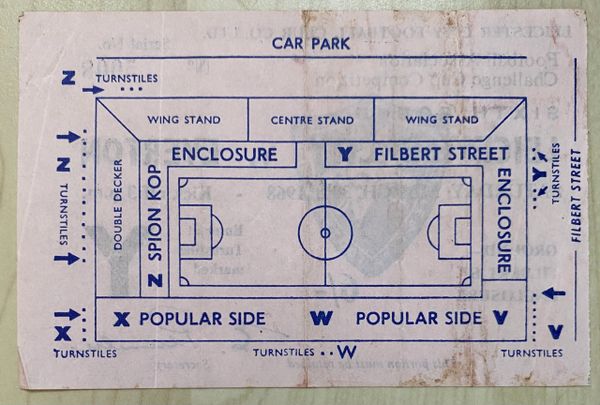 CAR PARK
Z TURNSTILES
WING STAND CENTRE STAND WING STAND
ENCLOSURE Y FILBERT STREET
Z TURNSTILES
DOUBLE DECKER
Z SPION KOP
ENCLOSURE
Y TURNSTILES
FILBERT STREET
X POPULAR SIDE W POPULAR SIDE V
X TURNSTILES
TURNSTILES W
V TURNSTILES